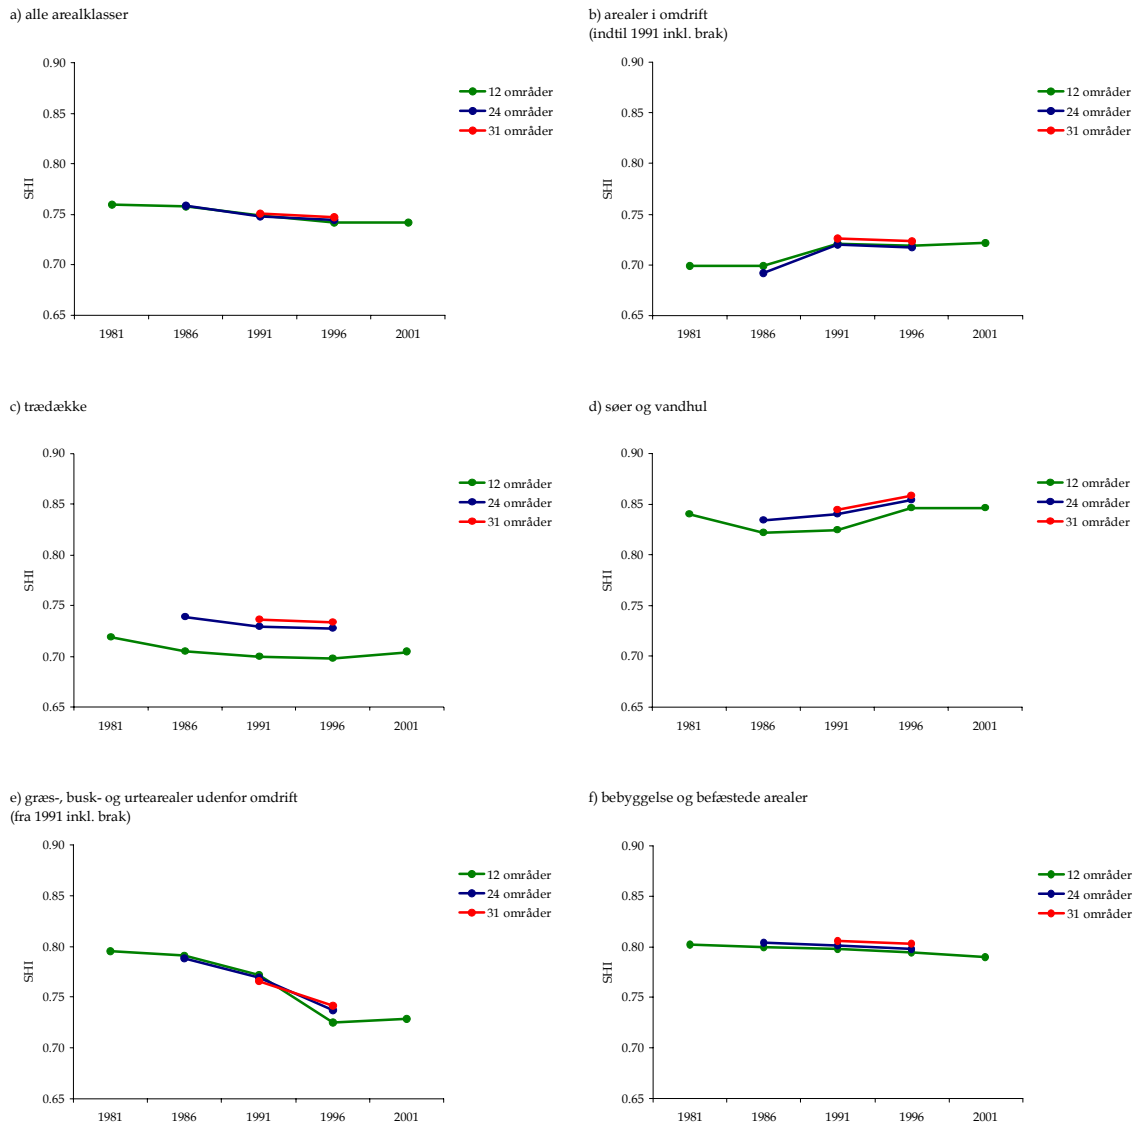 a) alle arealklasser
0.90
0.85
0.80
0.75
0.70
0.65
SHI
1981 1986 1991 1996 2001
12 områder
24 områder
31 områder
b) arealer i omdrift
(indtil 1991 inkl. brak)
0.90
0.85
0.80
0.75
0.70
0.65
SHI
1981 1986 1991 1996 2001
12 områder
24 områder
31 områder
c) trædække
0.90
0.85
0.80
0.75
0.70
0.65
SHI
1981 1986 1991 1996 2001
12 områder
24 områder
31 områder
d) søer og vandhul
0.90
0.85
0.80
0.75
0.70
0.65
SHI
1981 1986 1991 1996 2001
12 områder
24 områder
31 områder
e) græs-, busk- og urtearealer udenfor omdrift
(fra 1991 inkl. brak)
0.90
0.85
0.80
0.75
0.70
0.65
SHI
1981 1986 1991 1996 2001
12 områder
24 områder
31 områder
f) bebyggelse og befæstede arealer
0.90
0.85
0.80
0.75
0.70
0.65
SHI
1981 1986 1991 1996 2001
12 områder
24 områder
31 områder